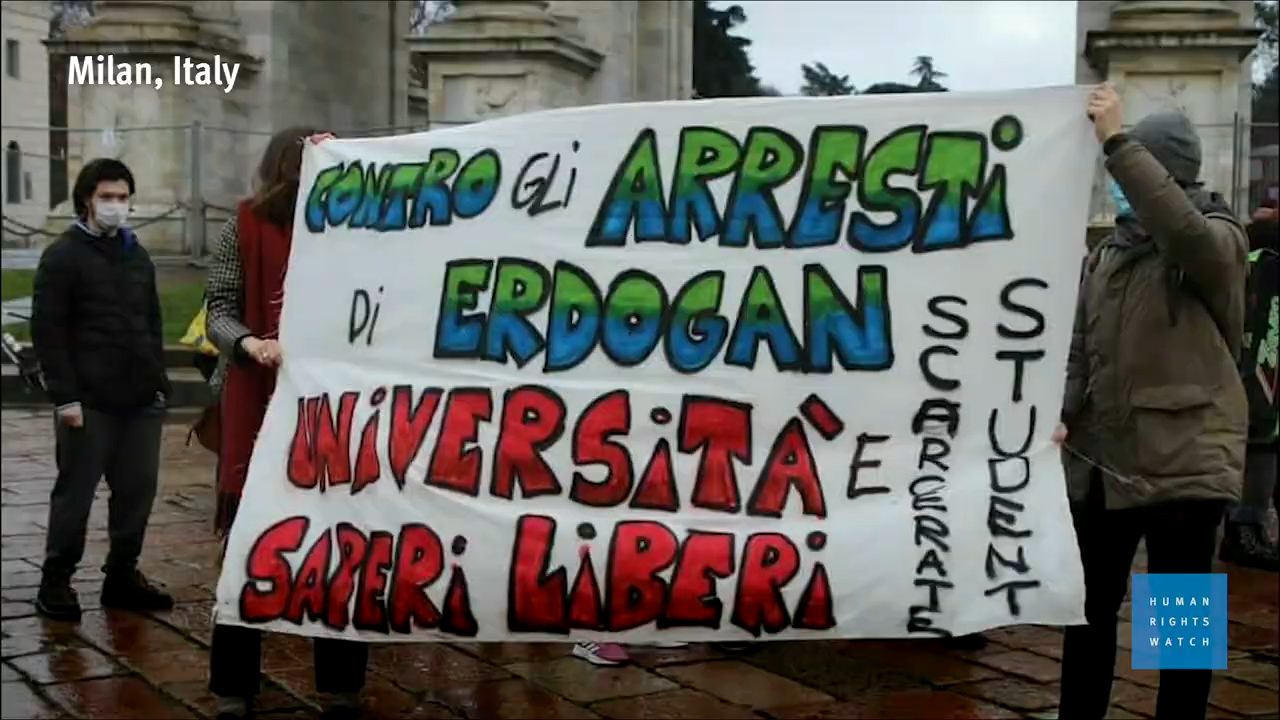 Milan, Italy
CONTRO GLi ARRESTi
Di ERDOGAN
UNiVERSiTÀ E
SAPERi LiBERi
SCARCERATE
STUDENT
HUMAN
RIGHTS
WATCH